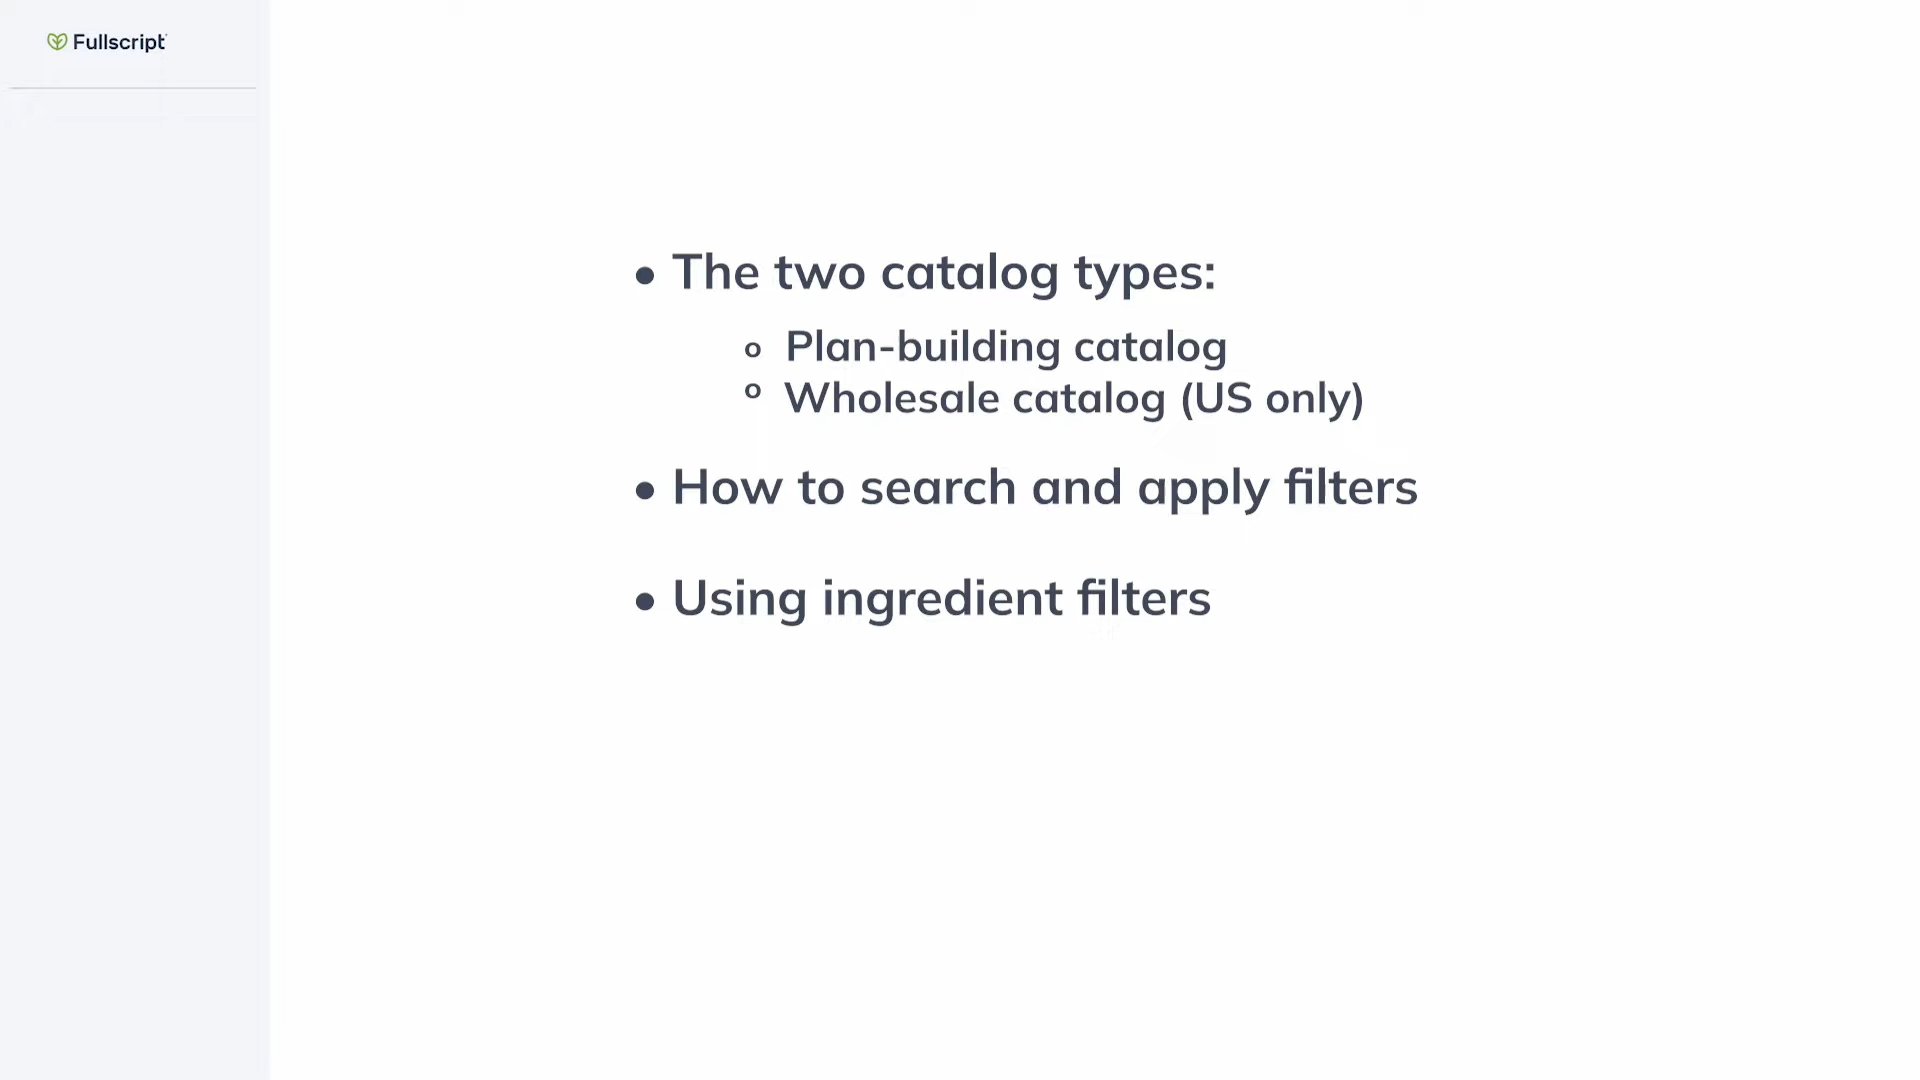 Fullscript
• The two catalog types:
o Plan-building catalog
o Wholesale catalog (US only)
• How to search and apply filters
• Using ingredient filters